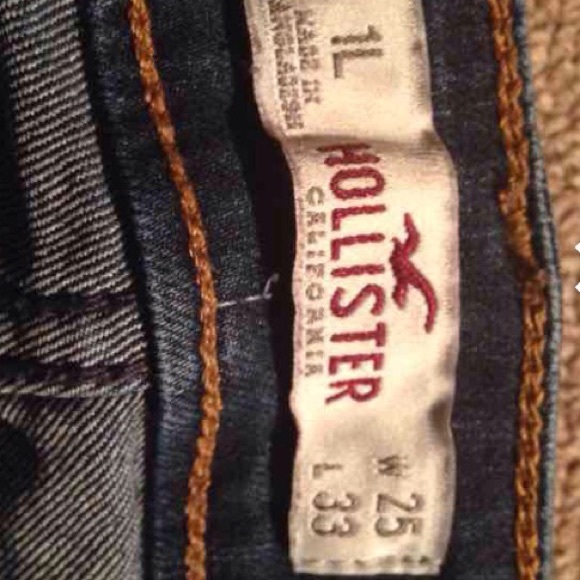 1L
MADE IN
BANGLADESH
HOLLISTER
CALIFORNIA
W 25
L 33